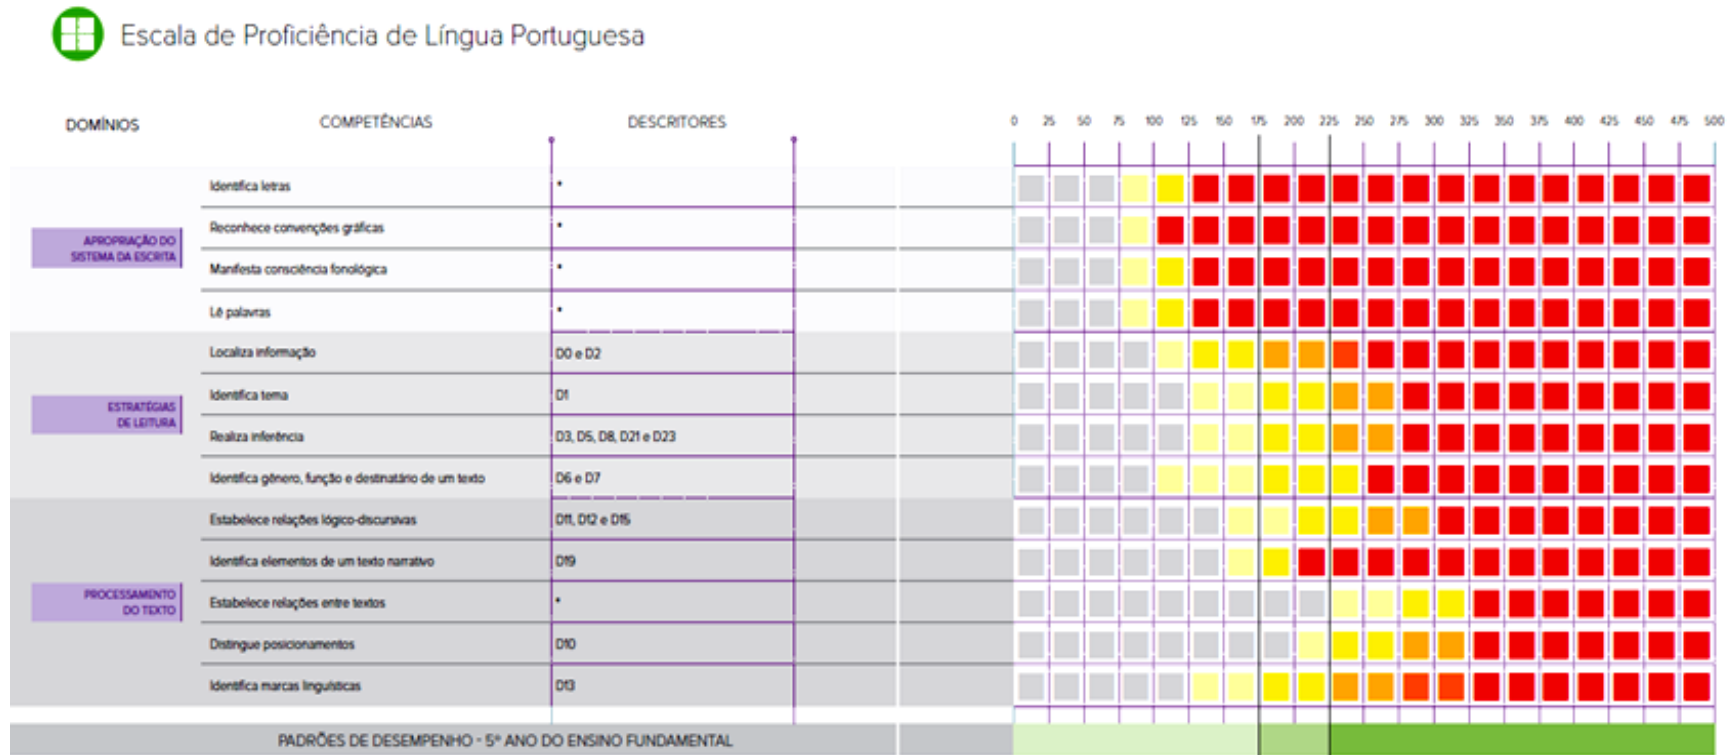 Escala de Proficiência de Língua Portuguesa
DOMÍNIOS COMPETÊNCIAS DESCRITORES 0 25 50 75 100 125 150 175 200 225 250 275 300 325 350 375 400 425 450 475 500
Identifica letras *
Reconhece convenções gráficas *
APROPRIAÇÃO DO
SISTEMA DA ESCRITA
Manifesta consciência fonológica *
Lê palavras *
Localiza informação D0 e D2
Identifica tema D1
ESTRATÉGIAS
DE LEITURA
Realiza inferência D3, D5, D8, D21 e D23
Identifica gênero, função e destinatário de um texto D6 e D7
Estabelece relações lógico-discursivas D11, D12 e D15
Identifica elementos de um texto narrativo D19
PROCESSAMENTO
DO TEXTO
Estabelece relações entre textos *
Distingue posicionamentos D10
Identifica marcas linguísticas D13
PADRÕES DE DESEMPENHO - 5º ANO DO ENSINO FUNDAMENTAL